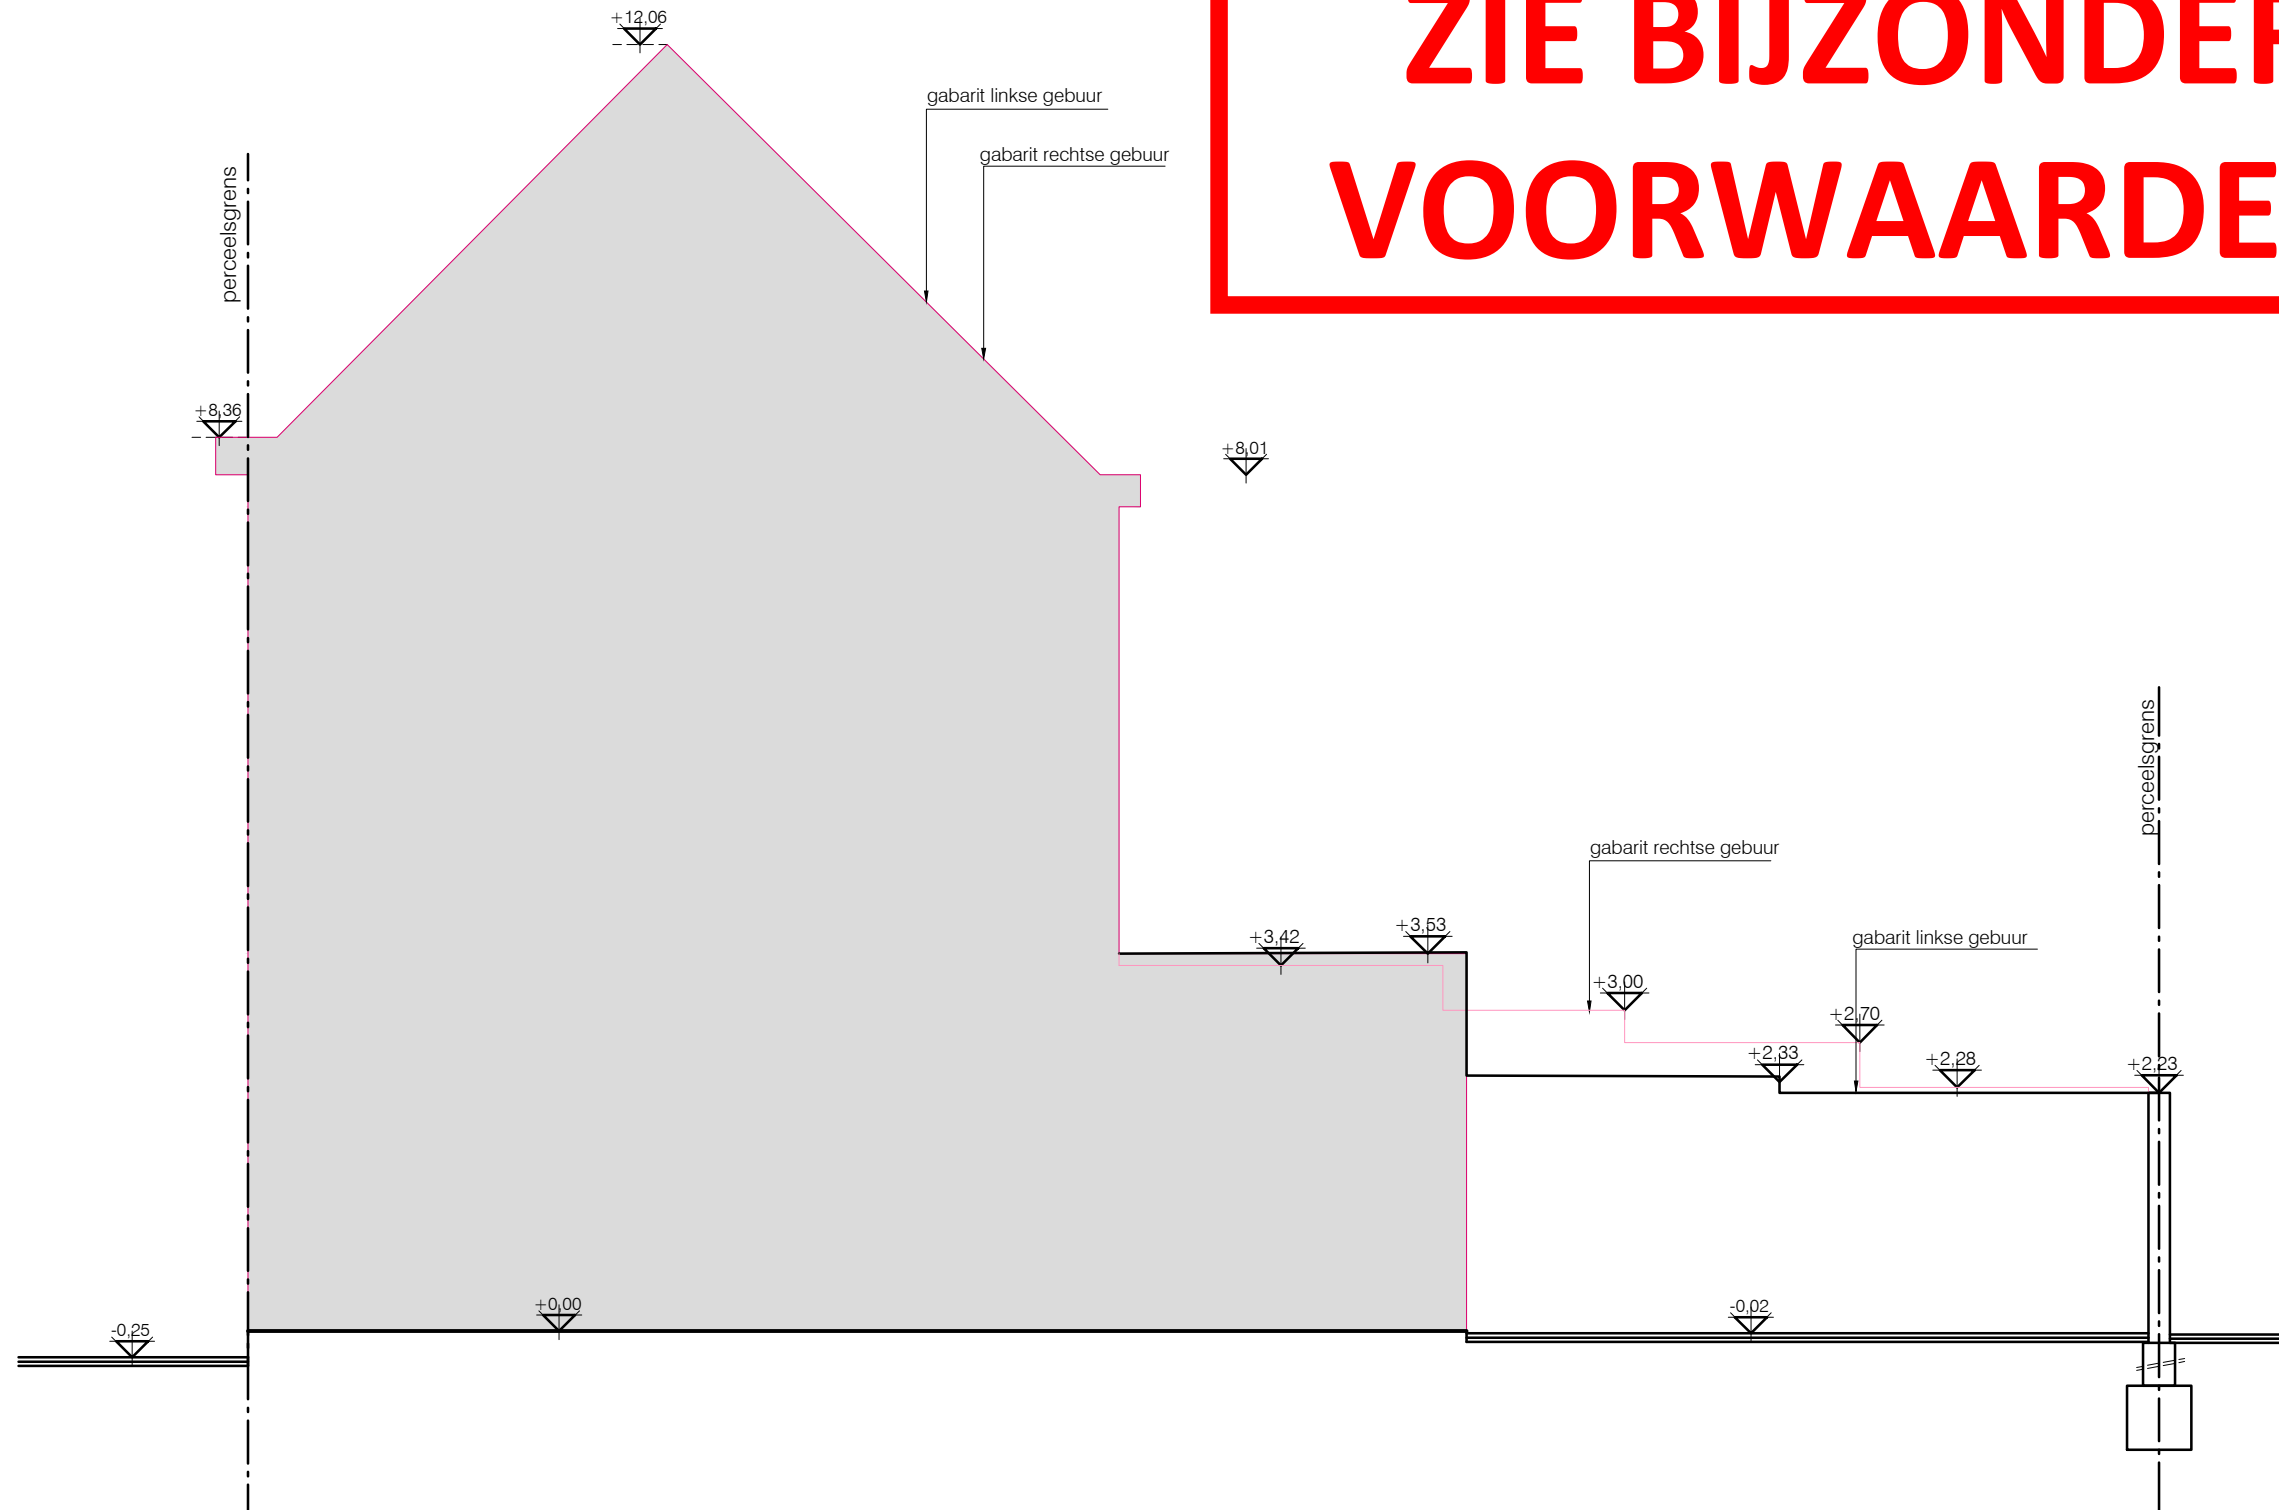 ZIE BIJZONDER
VOORWAARDE
+12,06
gabarit linkse gebuur
gabarit rechtse gebuur
perceelsgrens
+8,36
+8,01
perceelsgrens
gabarit rechtse gebuur
+3,42
+3,53
gabarit linkse gebuur
+3,00
+2,70
+2,33
+2,28
+2,23
+0,00
-0,02
-0,25